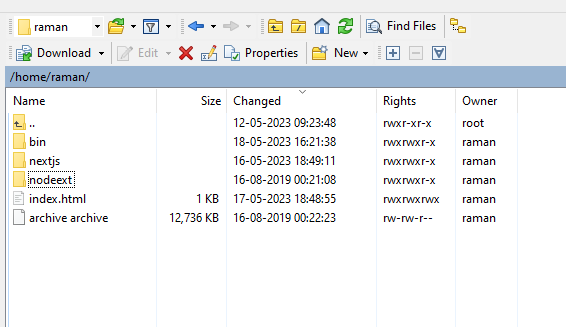 raman Find Files
Download Edit Properties New
/home/raman/
Name Size Changed Rights Owner
.. 12-05-2023 09:23:48 rwxr-xr-x root
bin 18-05-2023 16:21:38 rwxrwxr-x raman
nextjs 16-05-2023 18:49:11 rwxrwxr-x raman
nodeext 16-08-2019 00:21:08 rwxrwxr-x raman
index.html 1 KB 17-05-2023 18:48:55 rwxrwxrwx raman
archive archive 12,736 KB 16-08-2019 00:22:23 rw-rw-r-- raman